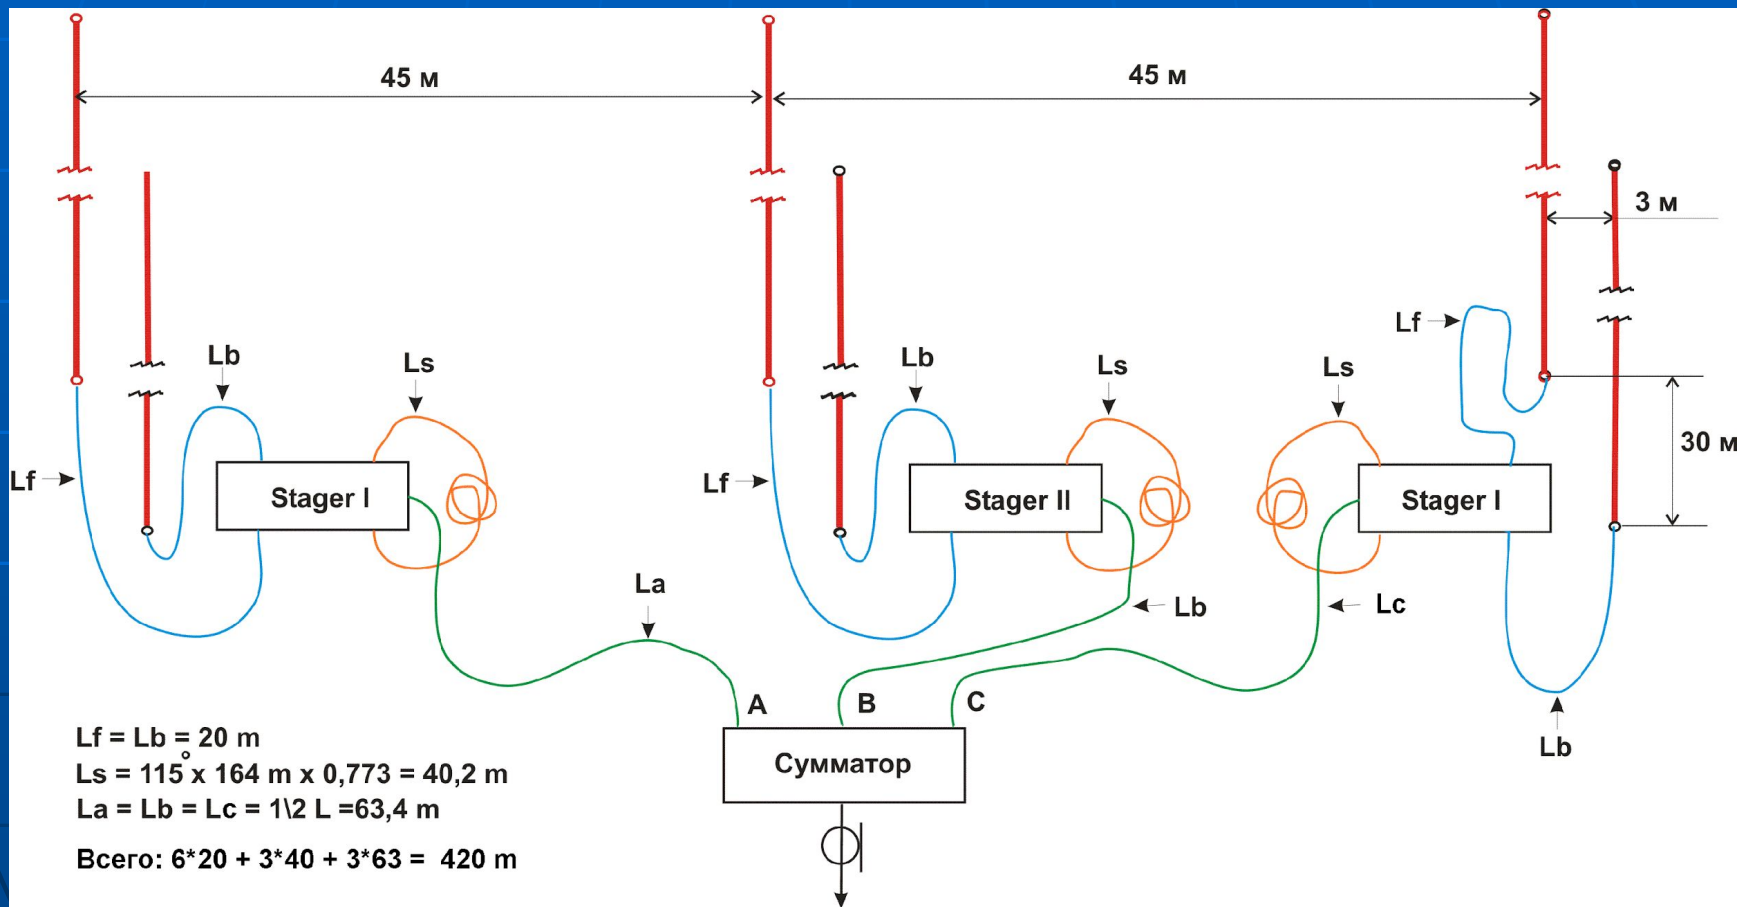 45 м
45 м
3 м
Lf
Lb
Ls
Lb
Ls
Ls
30 м
Lf
Lf
Stager I
Stager II
Stager I
La
Lb
Lc
A
B
C
Lb
Сумматор
Lf = Lb = 20 m
Ls = 115° x 164 m x 0,773 = 40,2 m
La = Lb = Lc = 1\2 L =63,4 m
Всего: 6*20 + 3*40 + 3*63 = 420 m